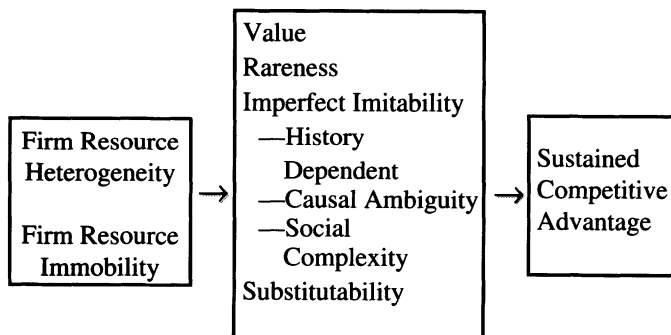 Firm Resource
Heterogeneity
Firm Resource
Immobility
→
Value
Rareness
Imperfect Imitability
—History
Dependent
—Causal Ambiguity
—Social
Complexity
Substitutability
→
Sustained
Competitive
Advantage